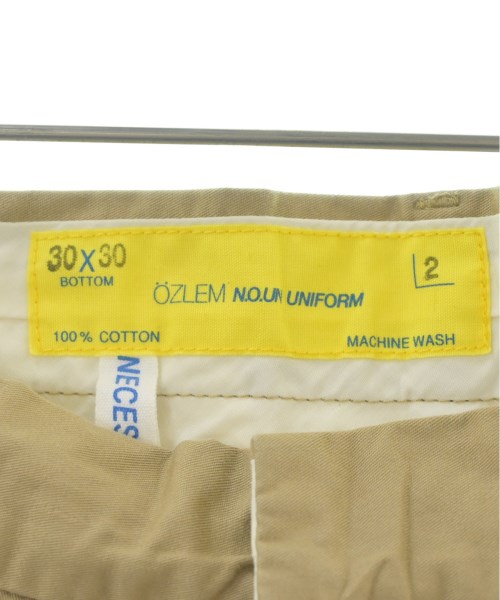 30X30
BOTTOM
2
ÖZLEM N.O.UN UNIFORM
100% COTTON
MACHINE WASH
NECES